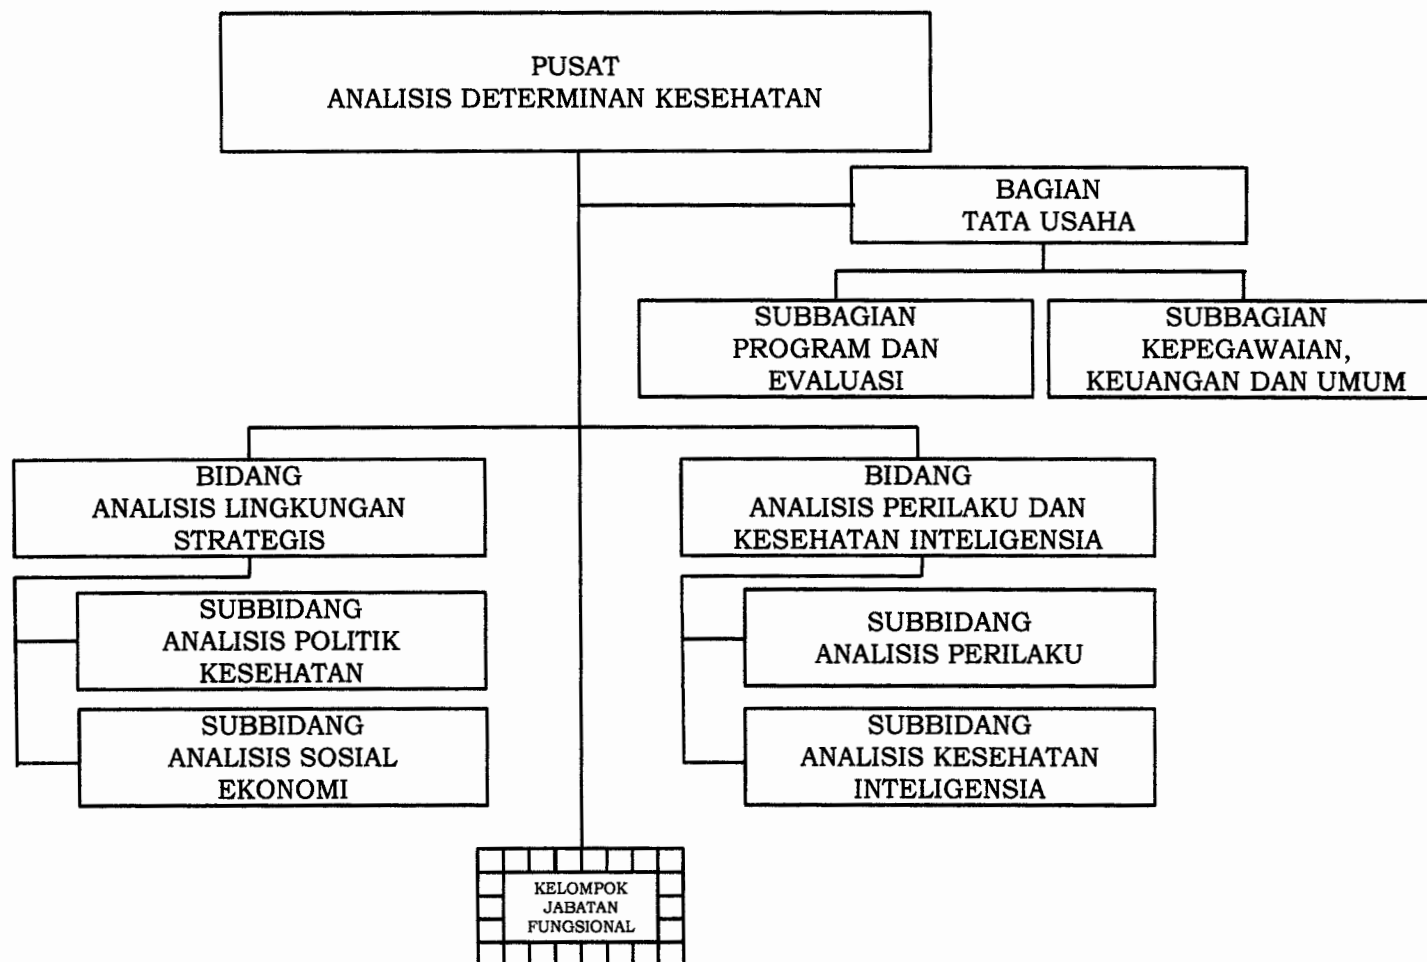 PUSAT
ANALISIS DETERMINAN KESEHATAN
BAGIAN
TATA USAHA
SUBBAGIAN
PROGRAM DAN
EVALUASI
SUBBAGIAN
KEPEGAWAIAN,
KEUANGAN DAN UMUM
BIDANG
ANALISIS LINGKUNGAN
STRATEGIS
SUBBIDANG
ANALISIS POLITIK
KESEHATAN
SUBBIDANG
ANALISIS SOSIAL
EKONOMI
BIDANG
ANALISIS PERILAKU DAN
KESEHATAN INTELIGENSIA
SUBBIDANG
ANALISIS PERILAKU
SUBBIDANG
ANALISIS KESEHATAN
INTELIGENSIA
KELOMPOK
JABATAN
FUNGSIONAL